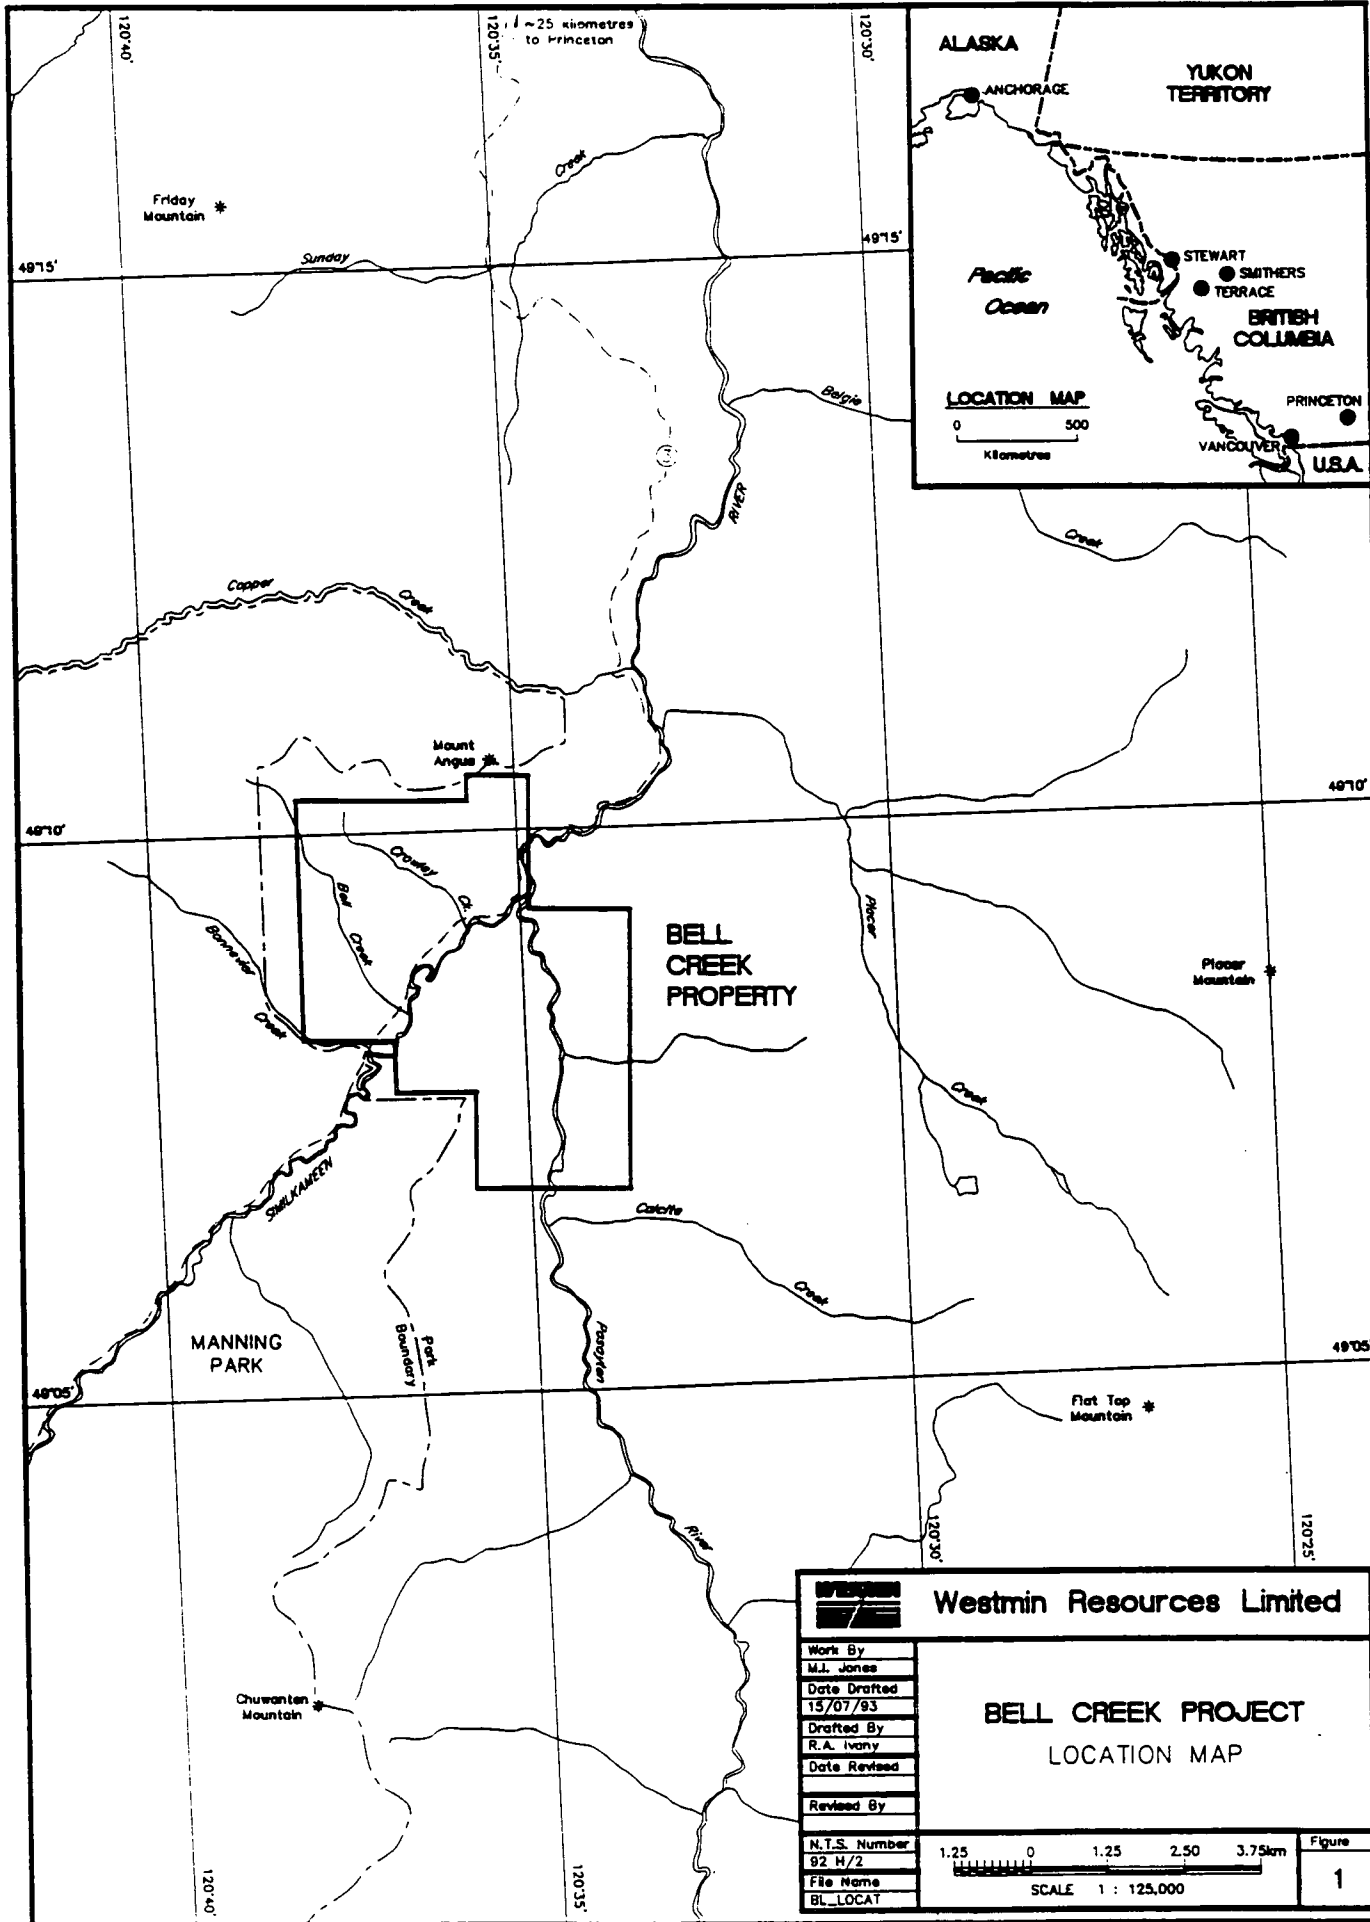 120°40'
120°35'
~25 kilometres
to Princeton
120°30'
ALASKA
YUKON
TERRITORY
ANCHORAGE
Creek
Friday
Mountain
49°15'
Sunday
49°15'
STEWART
SMITHERS
TERRACE
Pacific
Ocean
BRITISH
COLUMBIA
LOCATION MAP
0 500
Kilometres
PRINCETON
VANCOUVER
U.S.A.
Belgie
RIVER
Creek
Copper
Creek
Mount
Angus
49°10'
49°10'
Crowley
Ck.
Bell
Creek
Bonnevier
Creek
BELL
CREEK
PROPERTY
Placer
Placer
Mountain
Creek
SIMILKAMEEN
Calcite
Creek
MANNING
PARK
Park
Boundary
Pasayten
49°05'
49°05'
Flat Top
Mountain
River
120°30'
120°25'
Chuwanten
Mountain
120°40'
120°35'
WESTMIN
Westmin Resources Limited
Work By
M.I. Jones
Date Drafted
15/07/93
Drafted By
R.A. Ivany
Date Revised
Revised By
N.T.S. Number
92 H/2
File Name
BL_LOCAT
BELL CREEK PROJECT
LOCATION MAP
1.25 0 1.25 2.50 3.75km
SCALE 1 : 125,000
Figure
1